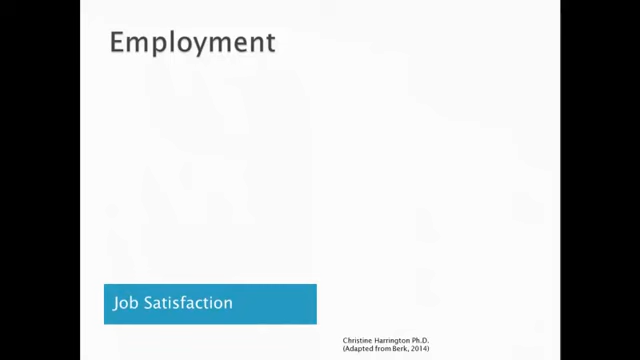 Employment
Job Satisfaction
Christine Harrington Ph.D.
(Adapted from Berk, 2014)